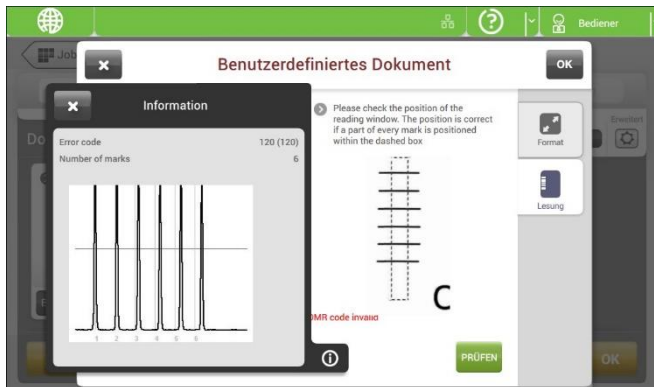 Bediener
Job
Benutzerdefiniertes Dokument
OK
Information
Error code 120 (120)
Number of marks 6
1 2 3 4 5 6
Please check the position of the
reading window. The position is correct
if a part of every mark is positioned
within the dashed box
C
OMR code invalid
PRÜFEN
Format
Lesung
Erweitert
Do
OK